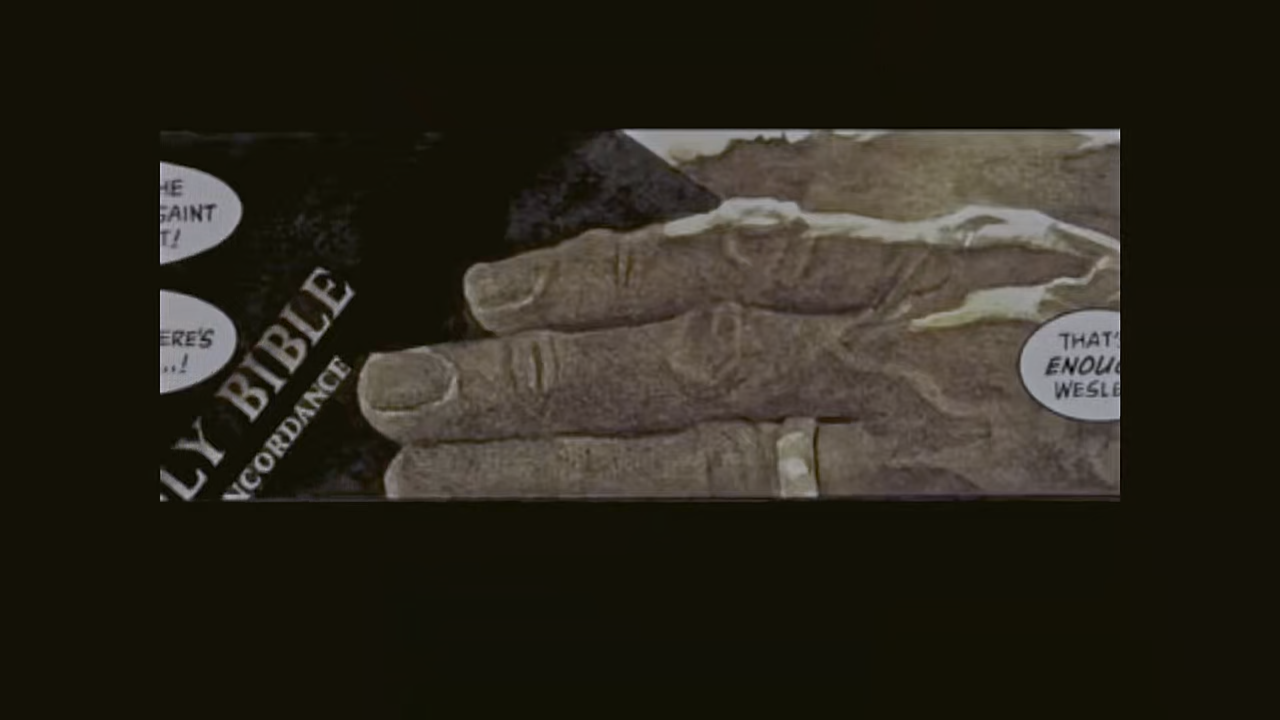 HE
SAINT
T!
ERE'S
..!
LY BIBLE
NCORDANCE
THAT'S
ENOUG
WESLE